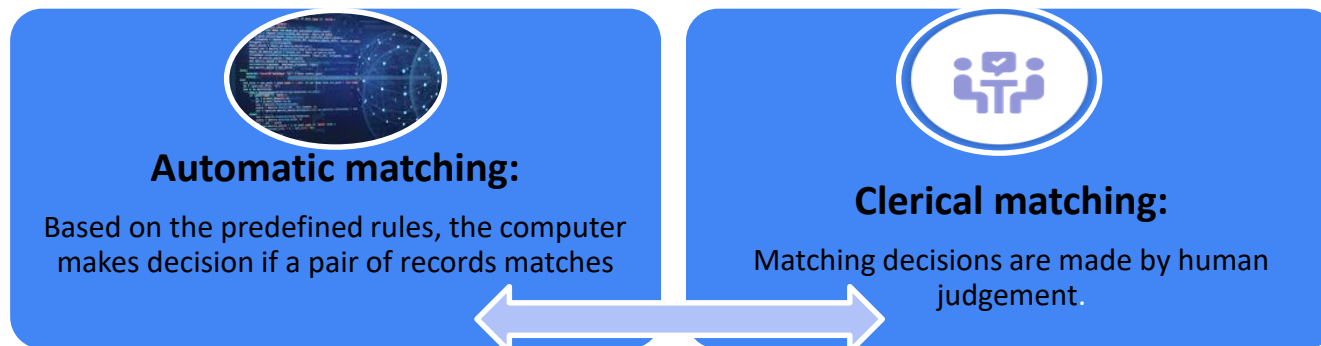 Automatic matching:
Based on the predefined rules, the computer
makes decision if a pair of records matches
Clerical matching:
Matching decisions are made by human
judgement.